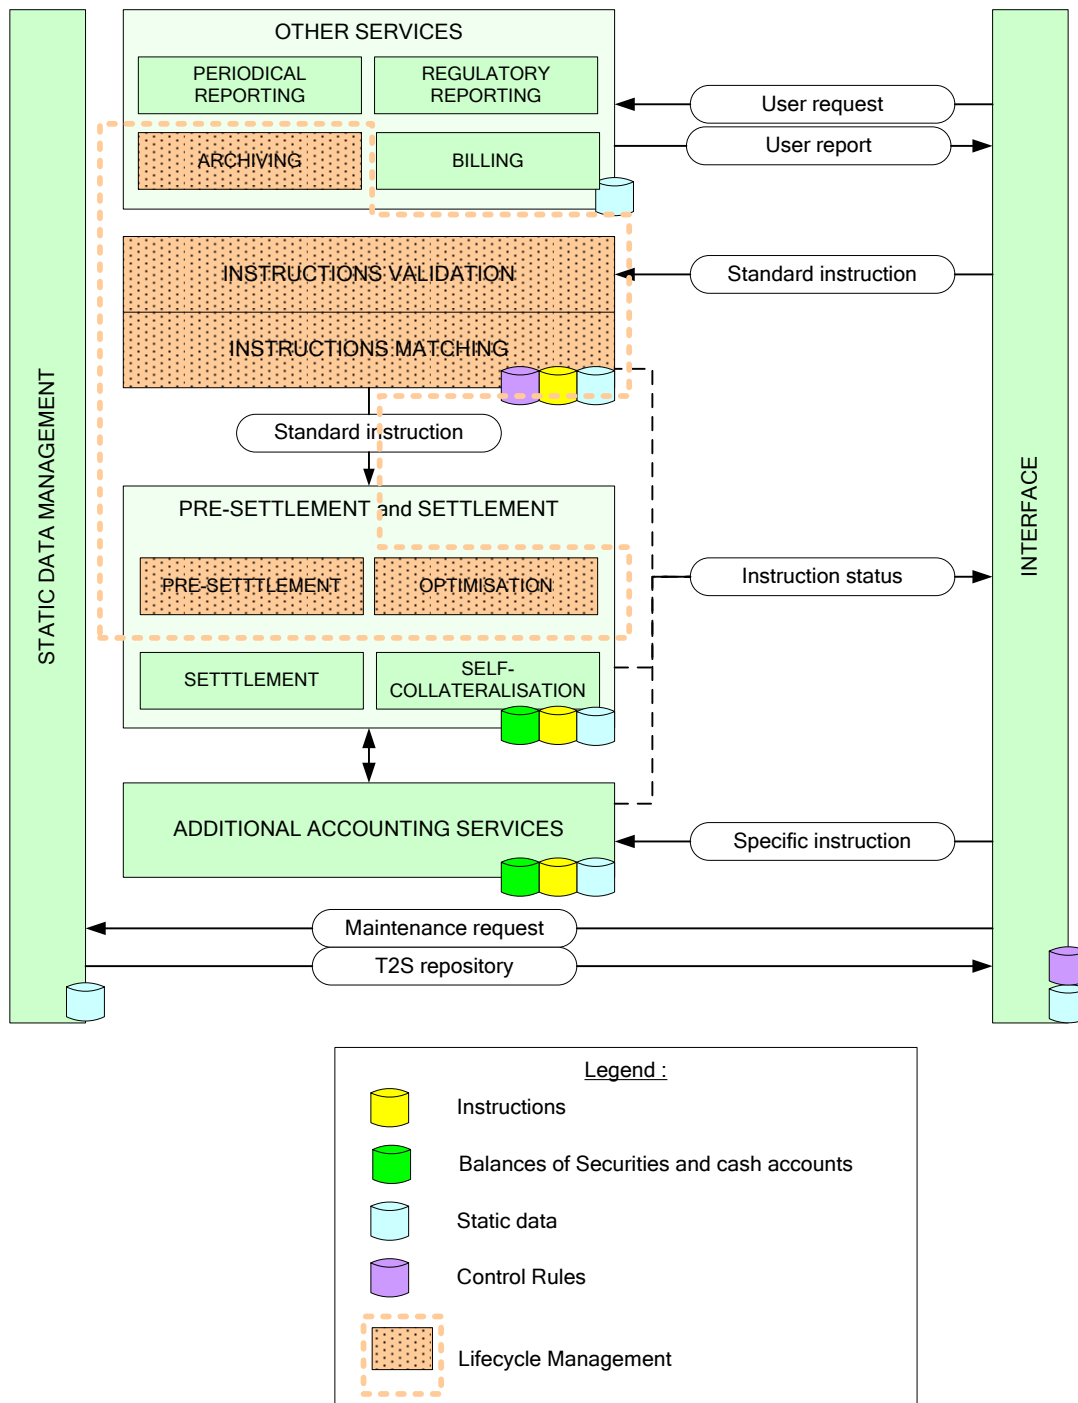 OTHER SERVICES
PERIODICAL
REPORTING
REGULATORY
REPORTING
ARCHIVING
BILLING
User request
User report
INSTRUCTIONS VALIDATION
Standard instruction
INSTRUCTIONS MATCHING
Standard instruction
STATIC DATA MANAGEMENT
INTERFACE
PRE-SETTLEMENT and SETTLEMENT
PRE-SETTTLEMENT
OPTIMISATION
Instruction status
SETTTLEMENT
SELF-
COLLATERALISATION
ADDITIONAL ACCOUNTING SERVICES
Specific instruction
Maintenance request
T2S repository
Legend :
Instructions
Balances of Securities and cash accounts
Static data
Control Rules
Lifecycle Management